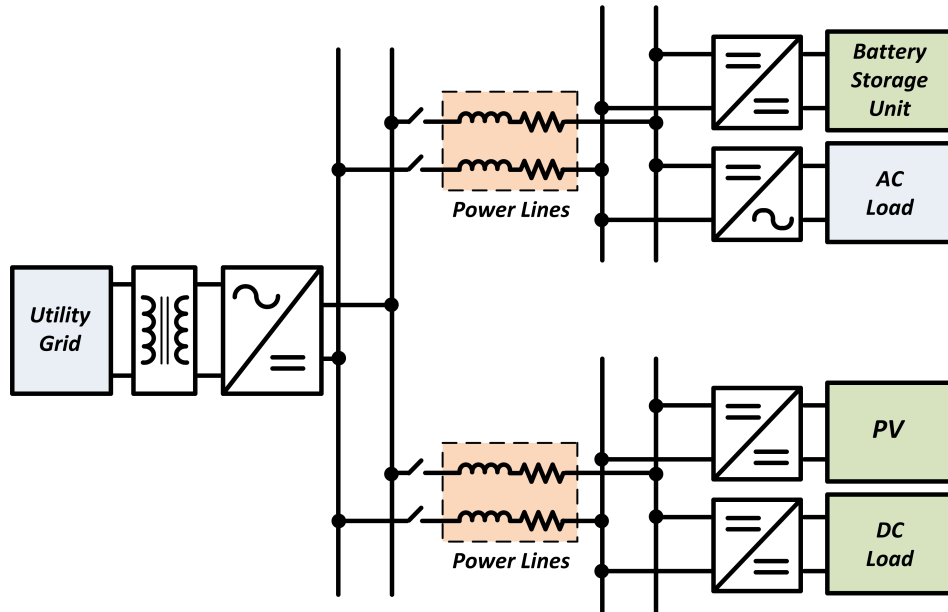 Battery
Storage
Unit
Power Lines
AC
Load
Utility
Grid
PV
Power Lines
DC
Load